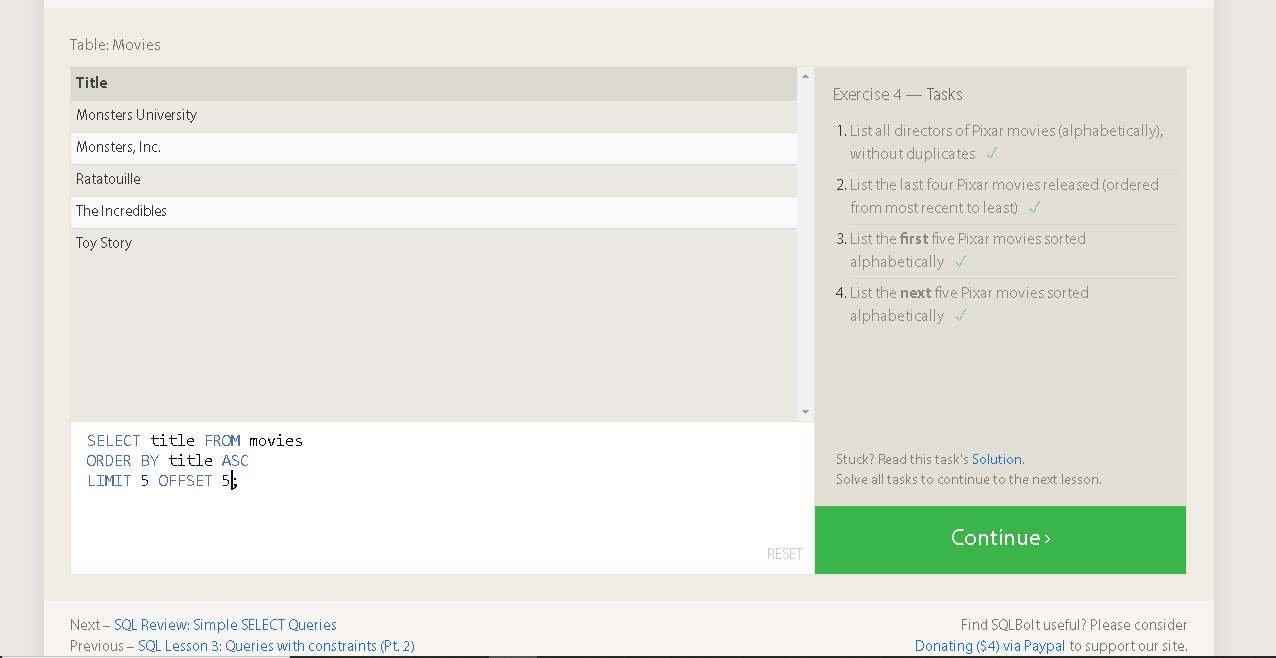 Table: Movies
Title
Monsters University
Monsters, Inc.
Ratatouille
The Incredibles
Toy Story
SELECT title FROM movies
ORDER BY title ASC
LIMIT 5 OFFSET 5;
RESET
Exercise 4 — Tasks
1. List all directors of Pixar movies (alphabetically),
without duplicates ✓
2. List the last four Pixar movies released (ordered
from most recent to least) ✓
3. List the first five Pixar movies sorted
alphabetically ✓
4. List the next five Pixar movies sorted
alphabetically ✓
Stuck? Read this task's Solution.
Solve all tasks to continue to the next lesson.
Continue ›
Next – SQL Review: Simple SELECT Queries
Previous – SQL Lesson 3: Queries with constraints (Pt. 2)
Find SQLBolt useful? Please consider
Donating ($4) via Paypal to support our site.